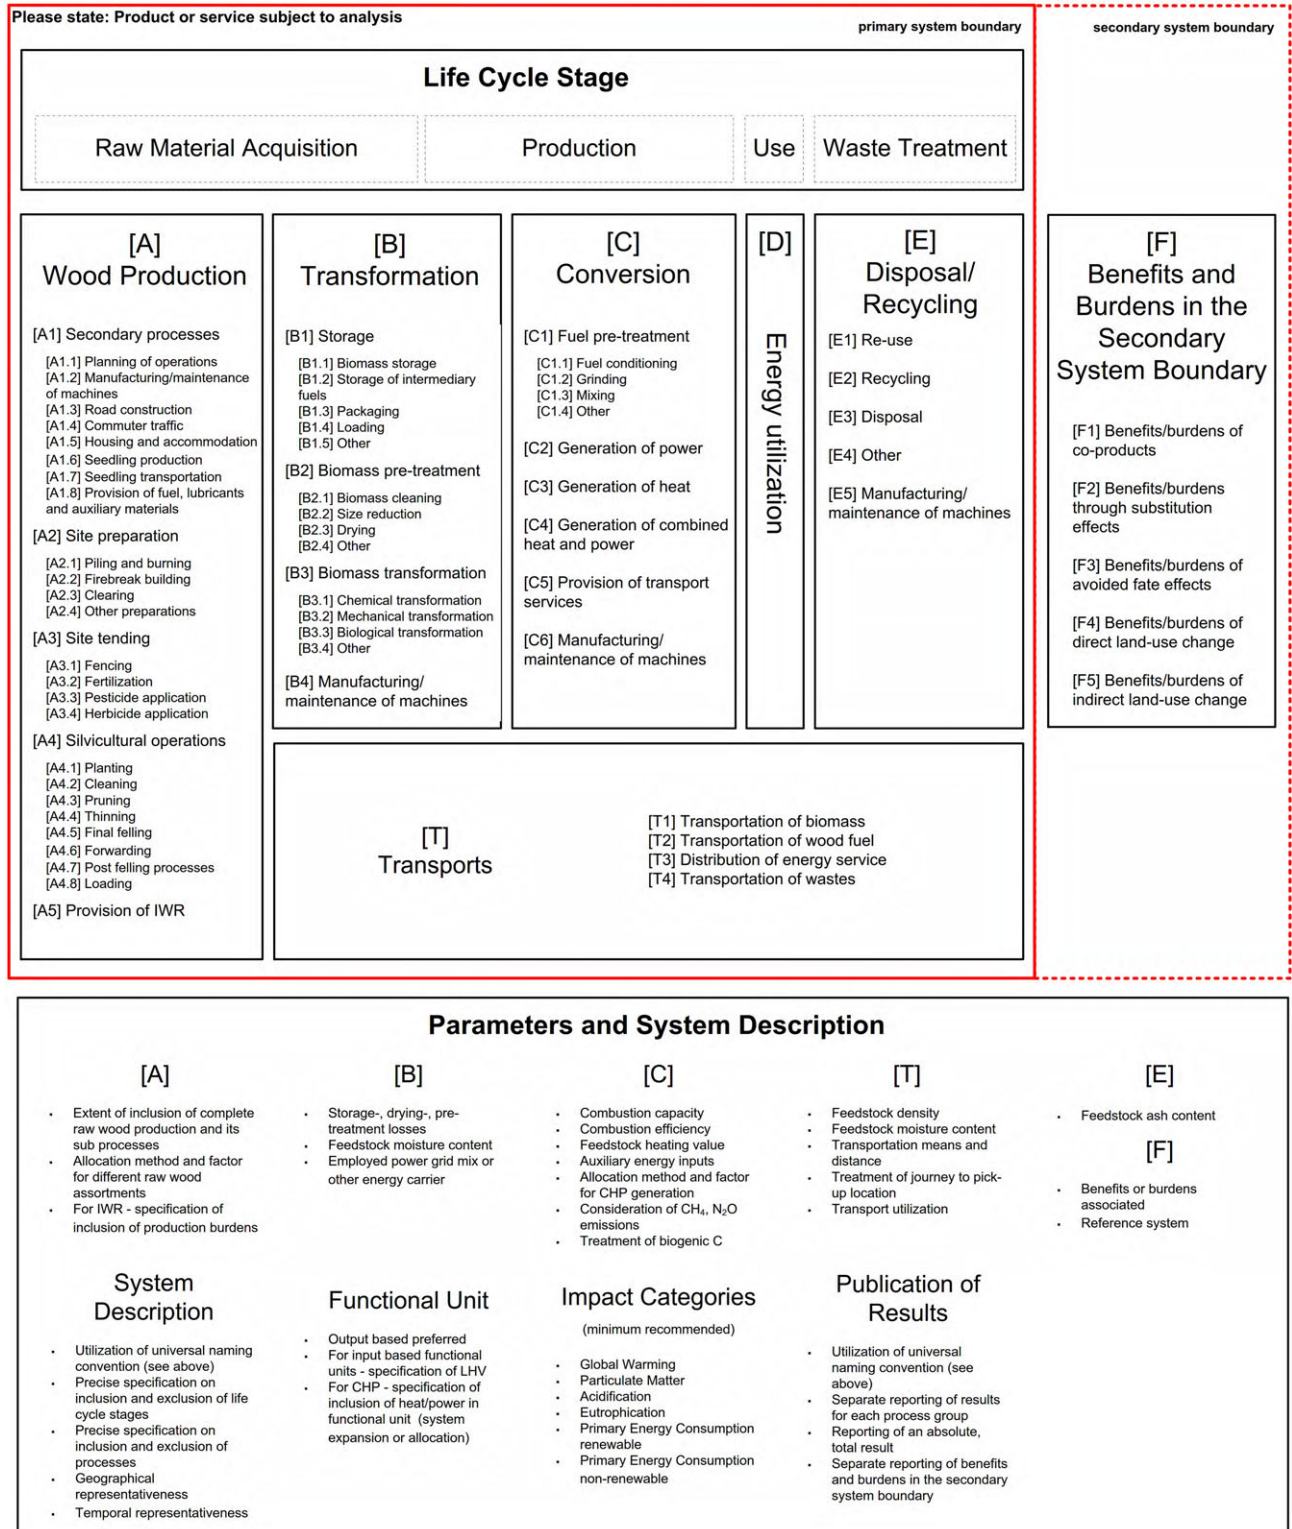 Please state: Product or service subject to analysis
primary system boundary
secondary system boundary
Life Cycle Stage
Raw Material Acquisition
Production
Use
Waste Treatment
[A]
Wood Production
[A1] Secondary processes
[A1.1] Planning of operations
[A1.2] Manufacturing/maintenance
of machines
[A1.3] Road construction
[A1.4] Commuter traffic
[A1.5] Housing and accommodation
[A1.6] Seedling production
[A1.7] Seedling transportation
[A1.8] Provision of fuel, lubricants
and auxiliary materials
[A2] Site preparation
[A2.1] Piling and burning
[A2.2] Firebreak building
[A2.3] Clearing
[A2.4] Other preparations
[A3] Site tending
[A3.1] Fencing
[A3.2] Fertilization
[A3.3] Pesticide application
[A3.4] Herbicide application
[A4] Silvicultural operations
[A4.1] Planting
[A4.2] Cleaning
[A4.3] Pruning
[A4.4] Thinning
[A4.5] Final felling
[A4.6] Forwarding
[A4.7] Post felling processes
[A4.8] Loading
[A5] Provision of IWR
[B]
Transformation
[B1] Storage
[B1.1] Biomass storage
[B1.2] Storage of intermediary
fuels
[B1.3] Packaging
[B1.4] Loading
[B1.5] Other
[B2] Biomass pre-treatment
[B2.1] Biomass cleaning
[B2.2] Size reduction
[B2.3] Drying
[B2.4] Other
[B3] Biomass transformation
[B3.1] Chemical transformation
[B3.2] Mechanical transformation
[B3.3] Biological transformation
[B3.4] Other
[B4] Manufacturing/
maintenance of machines
[C]
Conversion
[C1] Fuel pre-treatment
[C1.1] Fuel conditioning
[C1.2] Grinding
[C1.3] Mixing
[C1.4] Other
[C2] Generation of power
[C3] Generation of heat
[C4] Generation of combined
heat and power
[C5] Provision of transport
services
[C6] Manufacturing/
maintenance of machines
[D]
Energy utilization
[E]
Disposal/
Recycling
[E1] Re-use
[E2] Recycling
[E3] Disposal
[E4] Other
[E5] Manufacturing/
maintenance of machines
[F]
Benefits and
Burdens in the
Secondary
System Boundary
[F1] Benefits/burdens of
co-products
[F2] Benefits/burdens
through substitution
effects
[F3] Benefits/burdens of
avoided fate effects
[F4] Benefits/burdens of
direct land-use change
[F5] Benefits/burdens of
indirect land-use change
[T]
Transports
[T1] Transportation of biomass
[T2] Transportation of wood fuel
[T3] Distribution of energy service
[T4] Transportation of wastes
Parameters and System Description
[A]
• Extent of inclusion of complete
raw wood production and its
sub processes
• Allocation method and factor
for different raw wood
assortments
• For IWR - specification of
inclusion of production burdens
[B]
• Storage-, drying-, pre-
treatment losses
• Feedstock moisture content
• Employed power grid mix or
other energy carrier
[C]
• Combustion capacity
• Combustion efficiency
• Feedstock heating value
• Auxiliary energy inputs
• Allocation method and factor
for CHP generation
• Consideration of CH₄, N₂O
emissions
• Treatment of biogenic C
[T]
• Feedstock density
• Feedstock moisture content
• Transportation means and
distance
• Treatment of journey to pick-
up location
• Transport utilization
[E]
• Feedstock ash content
[F]
• Benefits or burdens
associated
• Reference system
System
Description
• Utilization of universal naming
convention (see above)
• Precise specification on
inclusion and exclusion of life
cycle stages
• Precise specification on
inclusion and exclusion of
processes
• Geographical
representativeness
• Temporal representativeness
Functional Unit
• Output based preferred
• For input based functional
units - specification of LHV
• For CHP - specification of
inclusion of heat/power in
functional unit (system
expansion or allocation)
Impact Categories
(minimum recommended)
• Global Warming
• Particulate Matter
• Acidification
• Eutrophication
• Primary Energy Consumption
renewable
• Primary Energy Consumption
non-renewable
Publication of
Results
• Utilization of universal
naming convention (see
above)
• Separate reporting of results
for each process group
• Reporting of an absolute,
total result
• Separate reporting of benefits
and burdens in the secondary
system boundary